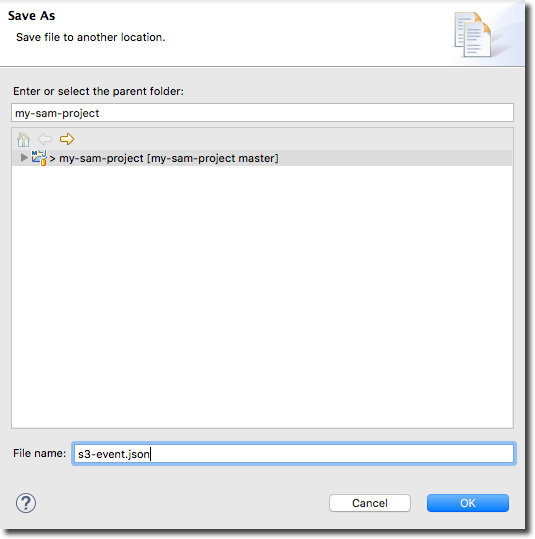 Save As
Save file to another location.
Enter or select the parent folder:
my-sam-project
> my-sam-project [my-sam-project master]
File name: s3-event.json
? Cancel OK